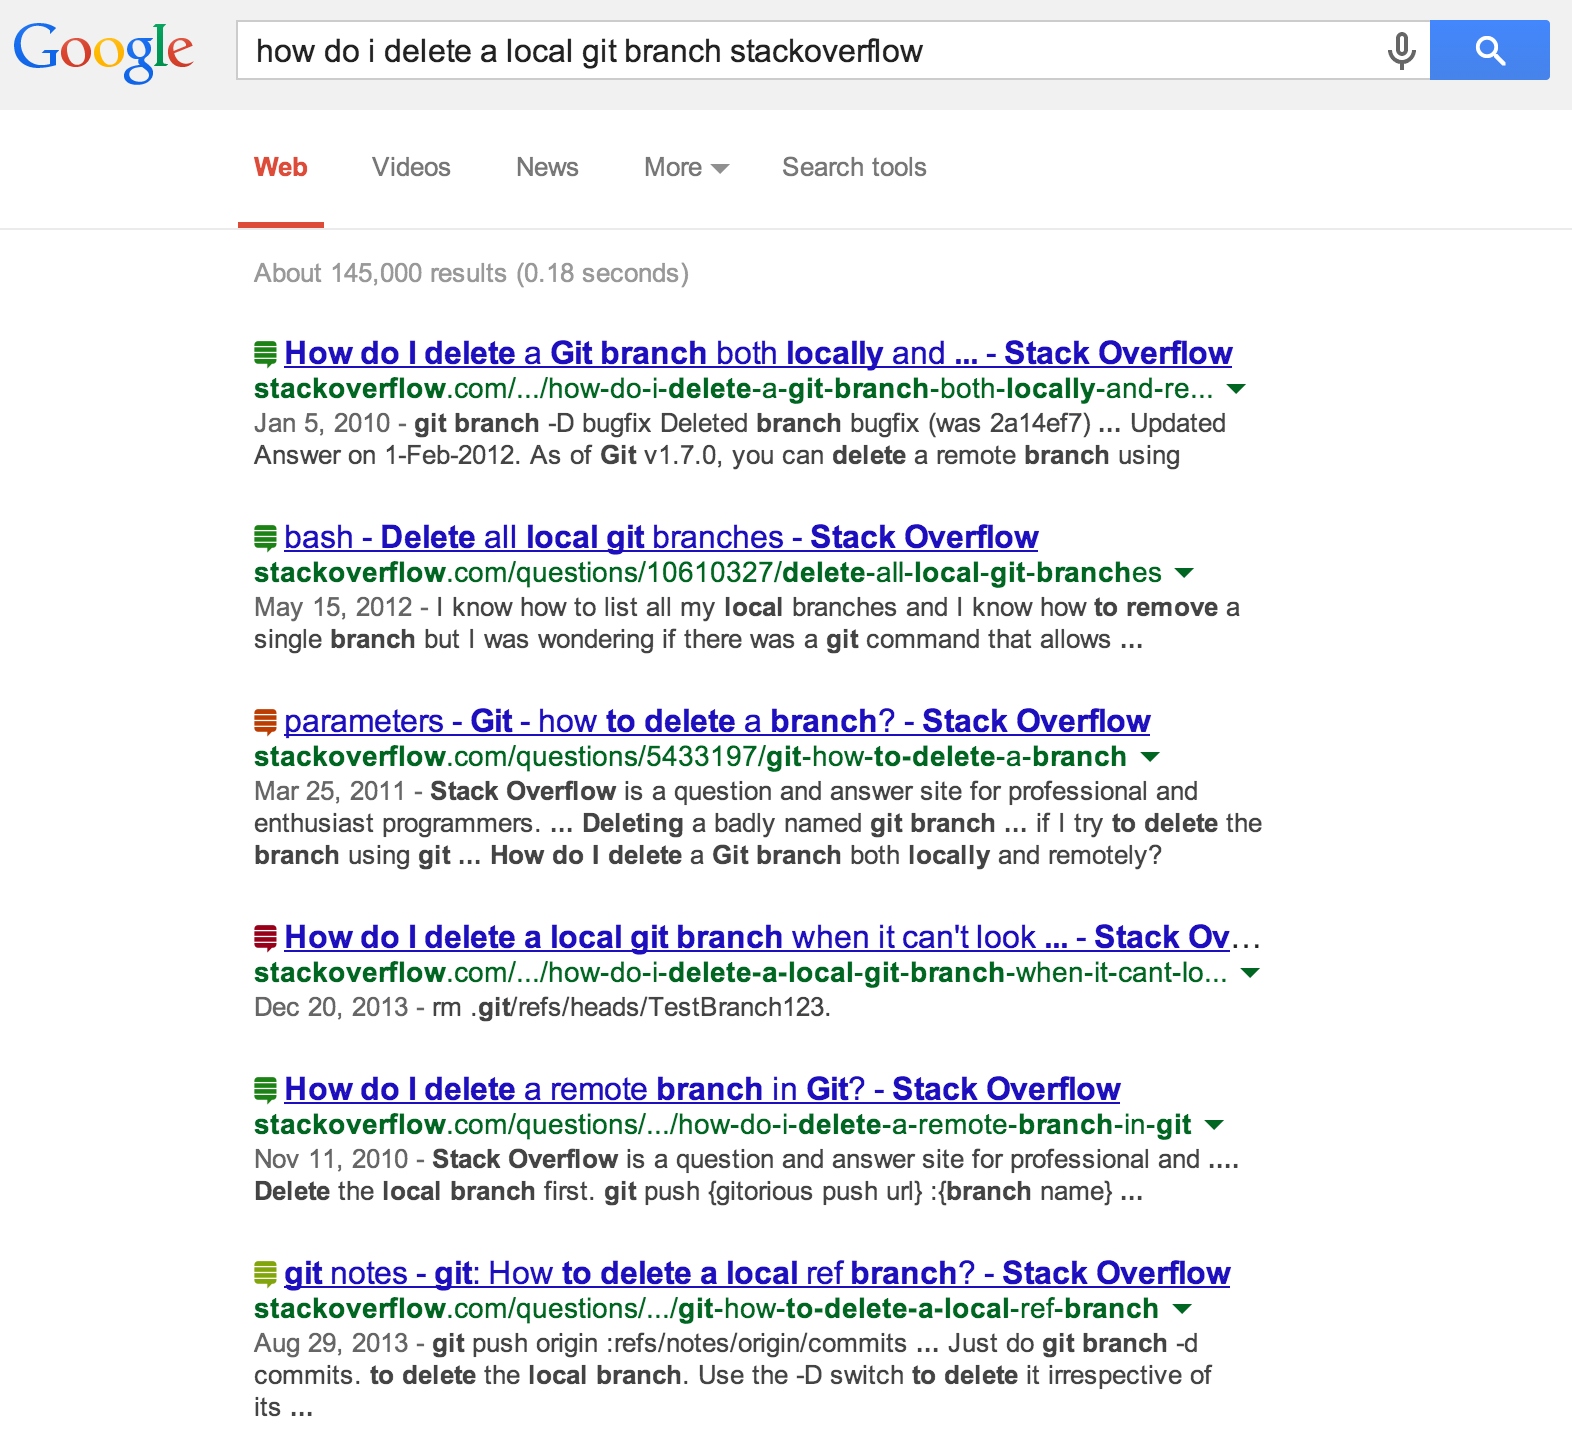 Google
how do i delete a local git branch stackoverflow
Web Videos News More Search tools
About 145,000 results (0.18 seconds)
How do I delete a Git branch both locally and ... - Stack Overflow
stackoverflow.com/.../how-do-i-delete-a-git-branch-both-locally-and-re...
Jan 5, 2010 - git branch -D bugfix Deleted branch bugfix (was 2a14ef7) ... Updated
Answer on 1-Feb-2012. As of Git v1.7.0, you can delete a remote branch using
bash - Delete all local git branches - Stack Overflow
stackoverflow.com/questions/10610327/delete-all-local-git-branches
May 15, 2012 - I know how to list all my local branches and I know how to remove a
single branch but I was wondering if there was a git command that allows ...
parameters - Git - how to delete a branch? - Stack Overflow
stackoverflow.com/questions/5433197/git-how-to-delete-a-branch
Mar 25, 2011 - Stack Overflow is a question and answer site for professional and
enthusiast programmers. ... Deleting a badly named git branch ... if I try to delete the
branch using git ... How do I delete a Git branch both locally and remotely?
How do I delete a local git branch when it can't look ... - Stack Ov...
stackoverflow.com/.../how-do-i-delete-a-local-git-branch-when-it-cant-lo...
Dec 20, 2013 - rm .git/refs/heads/TestBranch123.
How do I delete a remote branch in Git? - Stack Overflow
stackoverflow.com/questions/.../how-do-i-delete-a-remote-branch-in-git
Nov 11, 2010 - Stack Overflow is a question and answer site for professional and ....
Delete the local branch first. git push {gitorious push url} :{branch name} ...
git notes - git: How to delete a local ref branch? - Stack Overflow
stackoverflow.com/questions/.../git-how-to-delete-a-local-ref-branch
Aug 29, 2013 - git push origin :refs/notes/origin/commits ... Just do git branch -d
commits. to delete the local branch. Use the -D switch to delete it irrespective of
its ...